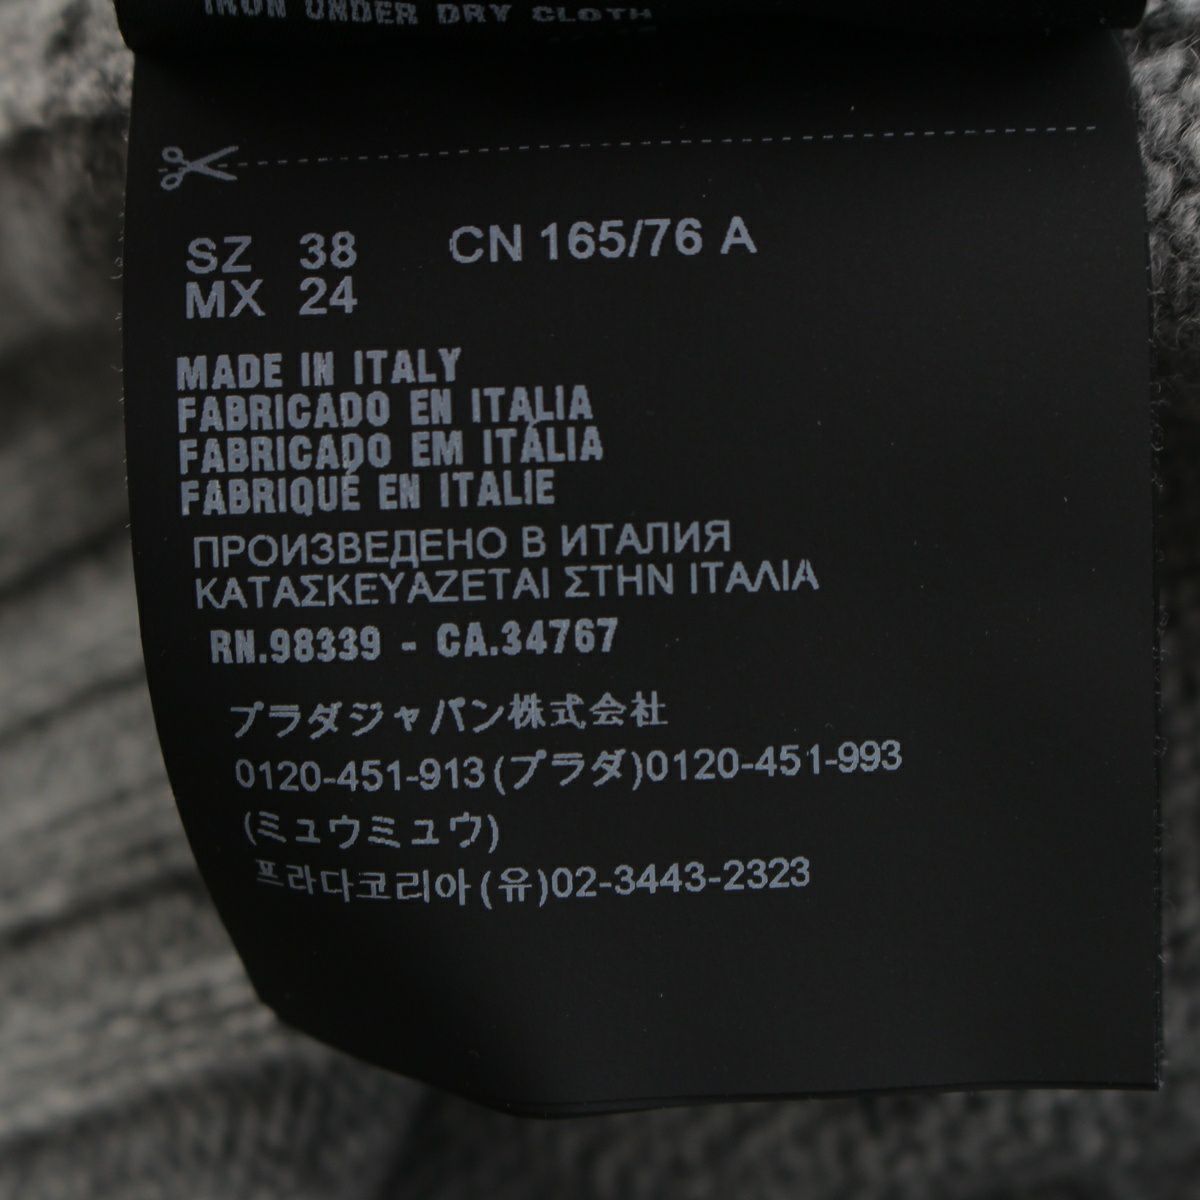 IRON UNDER DRY CLOTH
SZ 38 CN 165/76 A
MX 24
MADE IN ITALY
FABRICADO EN ITALIA
FABRICADO EM ITÁLIA
FABRIQUÉ EN ITALIE
ПРОИЗВЕДЕНО В ИТАЛИЯ
ΚΑΤΑΣΚΕΥΑΖΕΤΑΙ ΣΤΗΝ ΙΤΑΛΙΑ
RN.98339 - CA.34767
プラダジャパン株式会社
0120-451-913(プラダ)0120-451-993
(ミュウミュウ)
프라다코리아(유)02-3443-2323